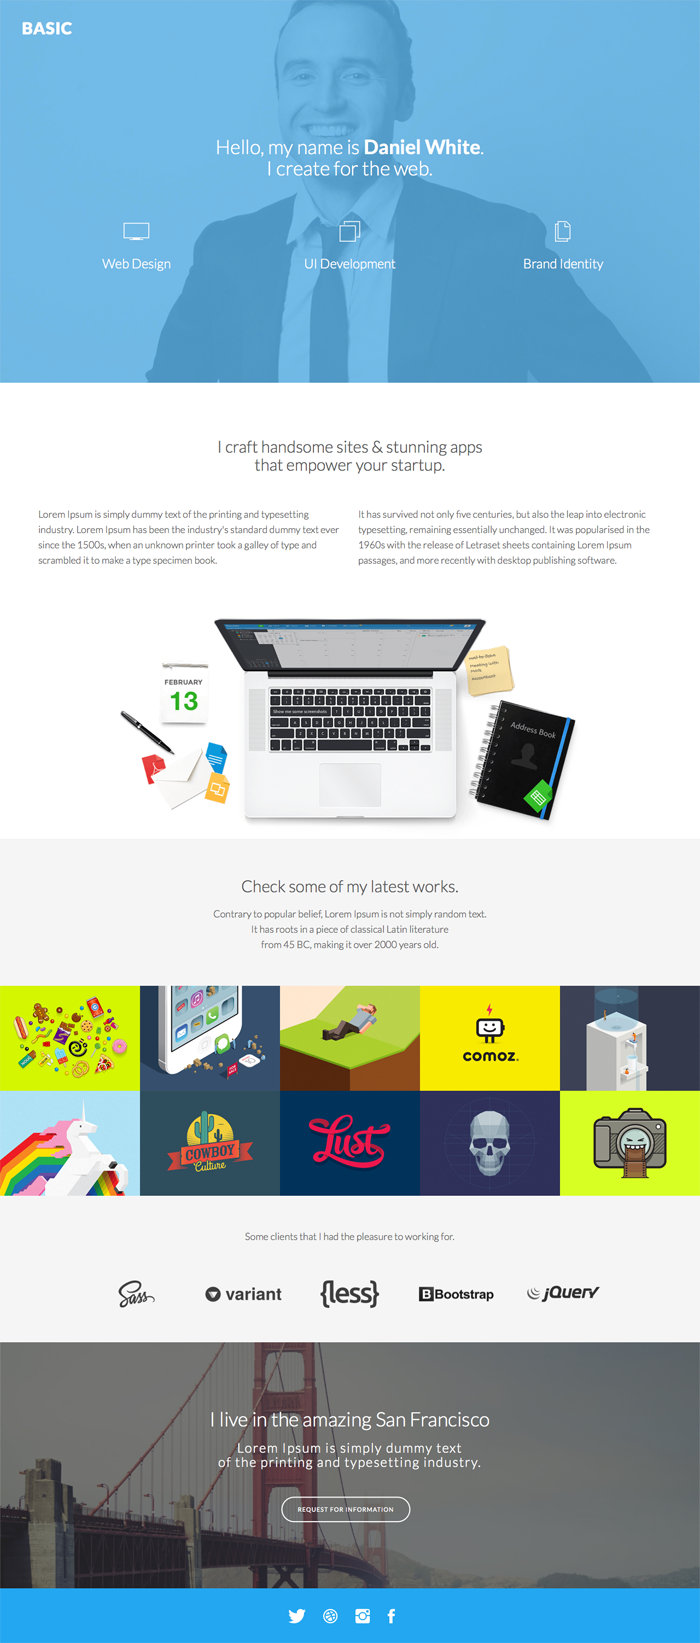 BASIC
Hello, my name is Daniel White.
I create for the web.
Web Design
UI Development
Brand Identity
I craft handsome sites & stunning apps
that empower your startup.
Lorem Ipsum is simply dummy text of the printing and typesetting
industry. Lorem Ipsum has been the industry's standard dummy text ever
since the 1500s, when an unknown printer took a galley of type and
scrambled it to make a type specimen book.
It has survived not only five centuries, but also the leap into electronic
typesetting, remaining essentially unchanged. It was popularised in the
1960s with the release of Letraset sheets containing Lorem Ipsum
passages, and more recently with desktop publishing software.
FEBRUARY
13
Show me some screenshots
Meeting with
Address Book
Check some of my latest works.
Contrary to popular belief, Lorem Ipsum is not simply random text.
It has roots in a piece of classical Latin literature
from 45 BC, making it over 2000 years old.
comoz.
COWBOY
Culture
Lust
Some clients that I had the pleasure to working for.
Sass
variant
{less}
B Bootstrap
jQuery
I live in the amazing San Francisco
Lorem Ipsum is simply dummy text
of the printing and typesetting industry.
REQUEST FOR INFORMATION